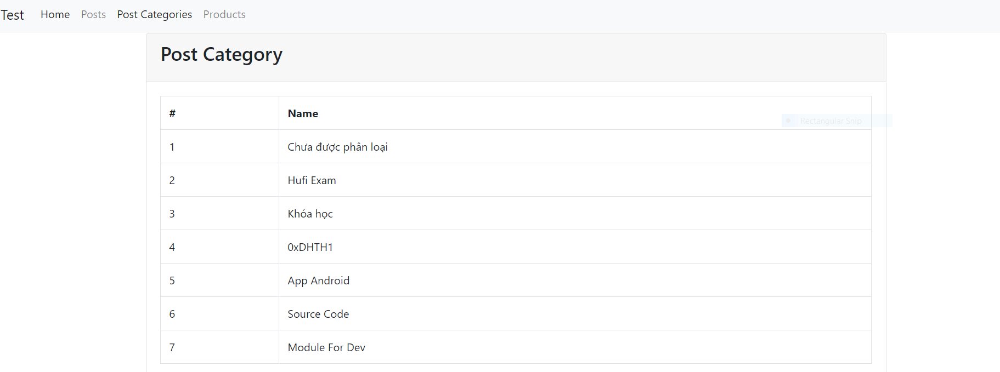 Test Home Posts Post Categories Products
Post Category
# Name
Rectangular Snip
1 Chưa được phân loại
2 Hufi Exam
3 Khóa học
4 0xDHTH1
5 App Android
6 Source Code
7 Module For Dev